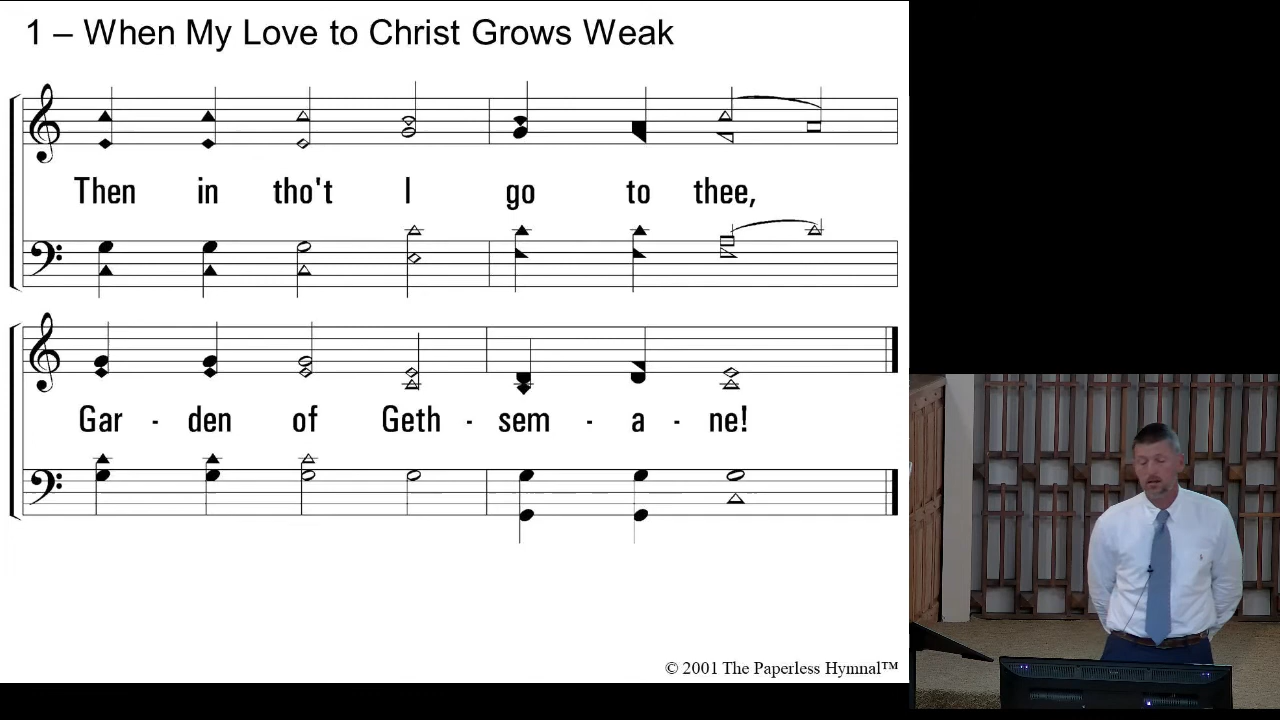 1 – When My Love to Christ Grows Weak
Then in tho't I go to thee,
Gar - den of Geth - sem - a - ne!
© 2001 The Paperless Hymnal™